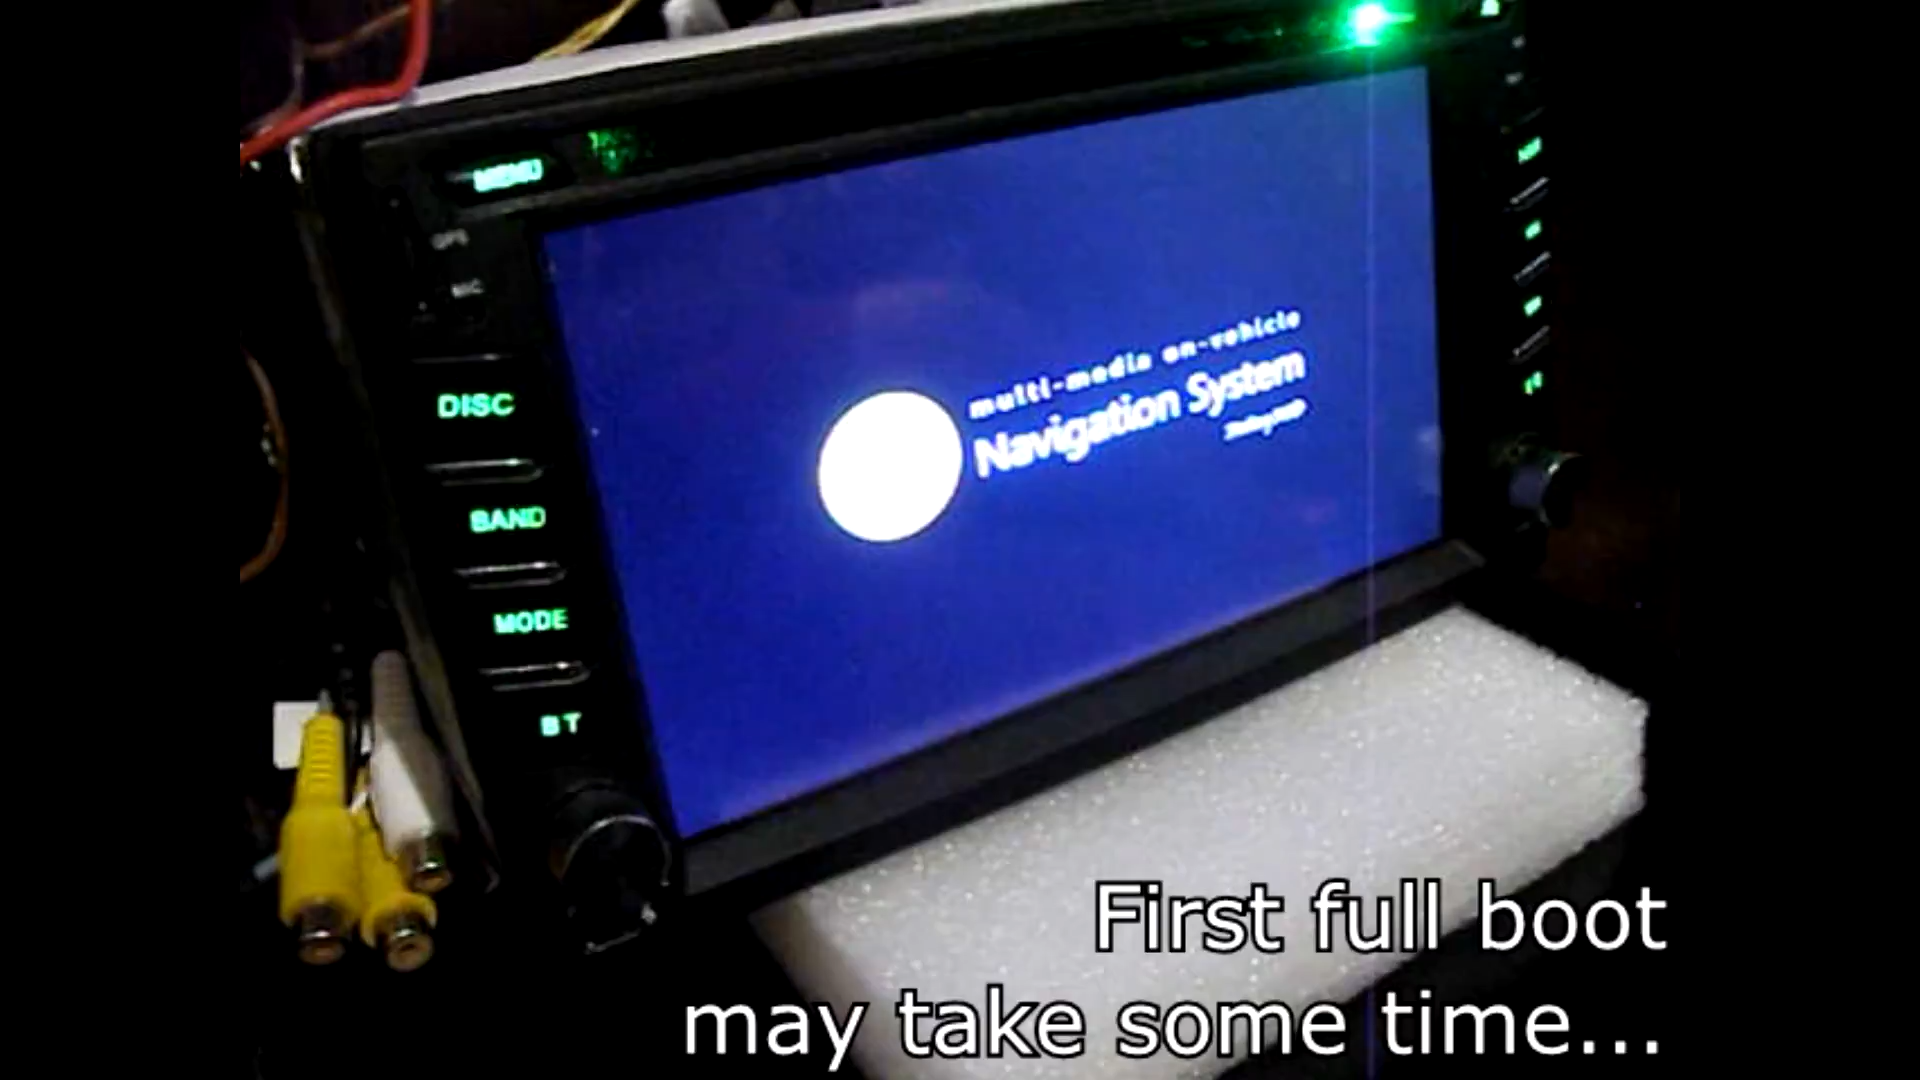 MENU
GPS
MIC
DISC
BAND
MODE
BT
multi-media on-vehicle
Navigation System
First full boot
may take some time...